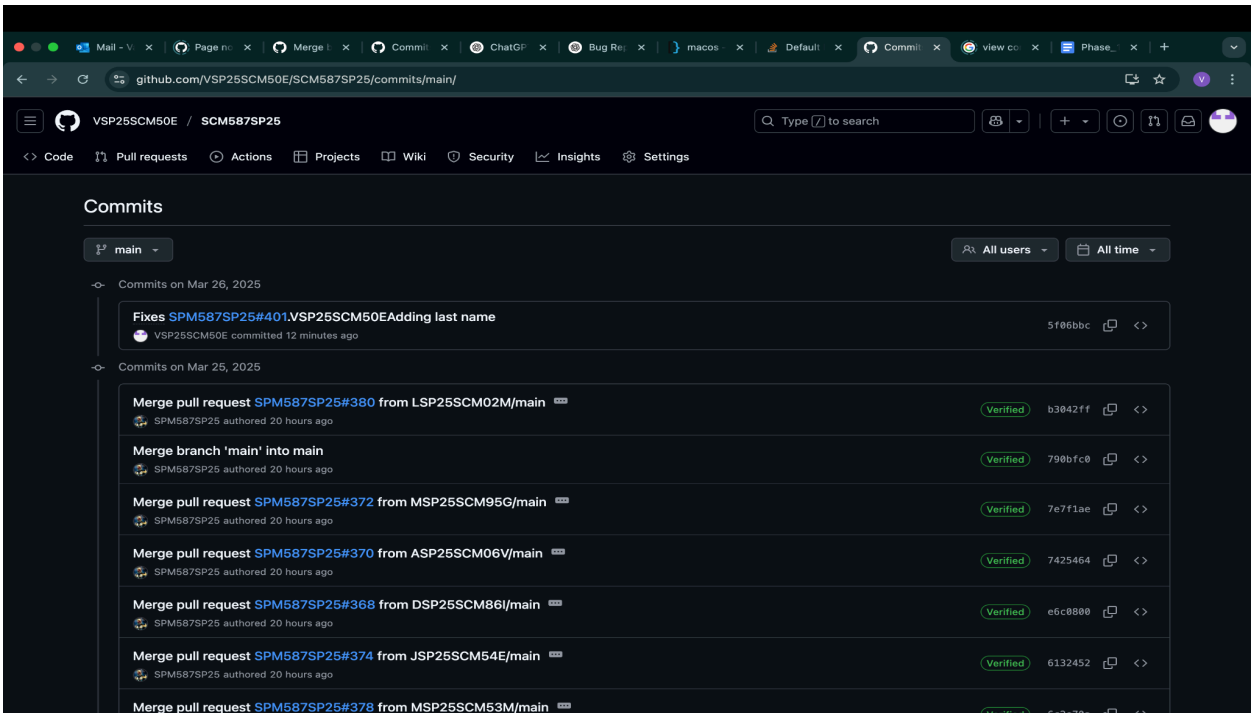 Mail - V
Page no
Merge b
Commit
ChatGP
Bug Rep
macos -
Default
Commit
view co
Phase_
github.com/VSP25SCM50E/SCM587SP25/commits/main/
V
VSP25SCM50E / SCM587SP25
Type / to search
Code
Pull requests
Actions
Projects
Wiki
Security
Insights
Settings
Commits
main
All users
All time
Commits on Mar 26, 2025
Fixes SPM587SP25#401.VSP25SCM50EAdding last name
VSP25SCM50E committed 12 minutes ago
5f06bbc
Commits on Mar 25, 2025
Merge pull request SPM587SP25#380 from LSP25SCM02M/main
SPM587SP25 authored 20 hours ago
Verified
b3042ff
Merge branch 'main' into main
SPM587SP25 authored 20 hours ago
Verified
790bfc0
Merge pull request SPM587SP25#372 from MSP25SCM95G/main
SPM587SP25 authored 20 hours ago
Verified
7e7f1ae
Merge pull request SPM587SP25#370 from ASP25SCM06V/main
SPM587SP25 authored 20 hours ago
Verified
7425464
Merge pull request SPM587SP25#368 from DSP25SCM86I/main
SPM587SP25 authored 20 hours ago
Verified
e6c0800
Merge pull request SPM587SP25#374 from JSP25SCM54E/main
SPM587SP25 authored 20 hours ago
Verified
6132452
Merge pull request SPM587SP25#378 from MSP25SCM53M/main
Verified